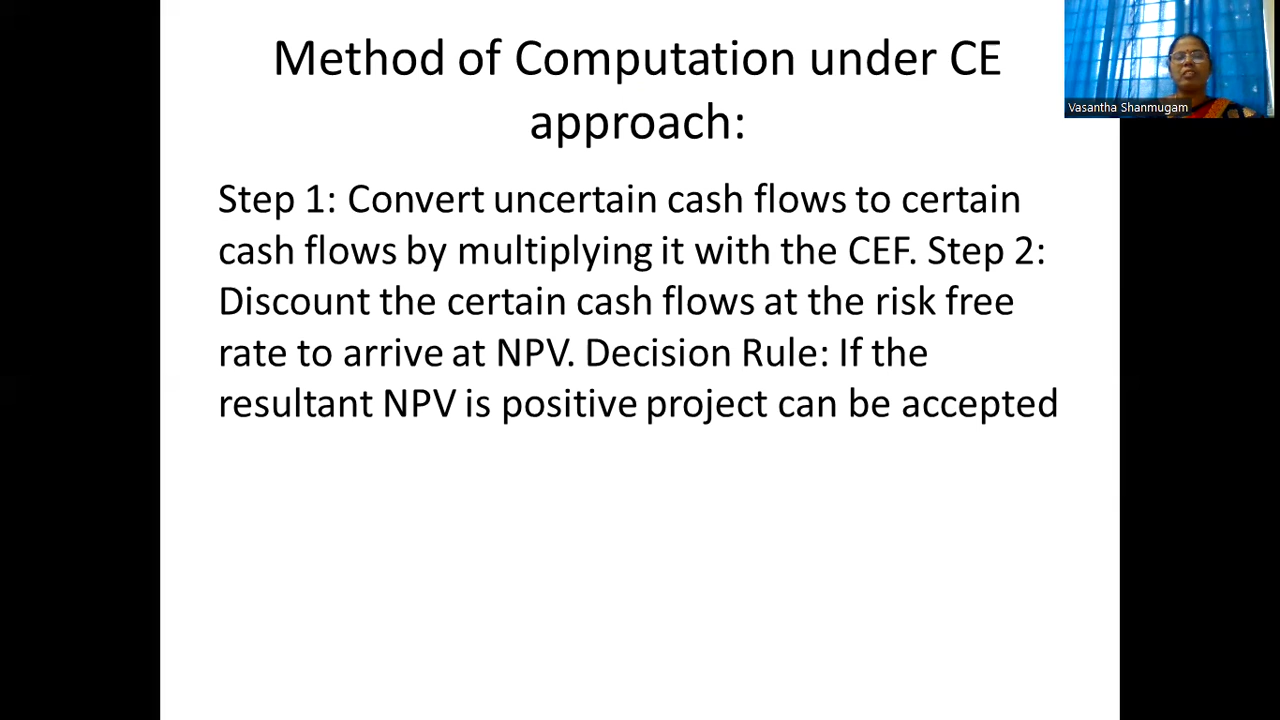 Method of Computation under CE
approach:
Vasantha Shanmugam
Step 1: Convert uncertain cash flows to certain
cash flows by multiplying it with the CEF. Step 2:
Discount the certain cash flows at the risk free
rate to arrive at NPV. Decision Rule: If the
resultant NPV is positive project can be accepted